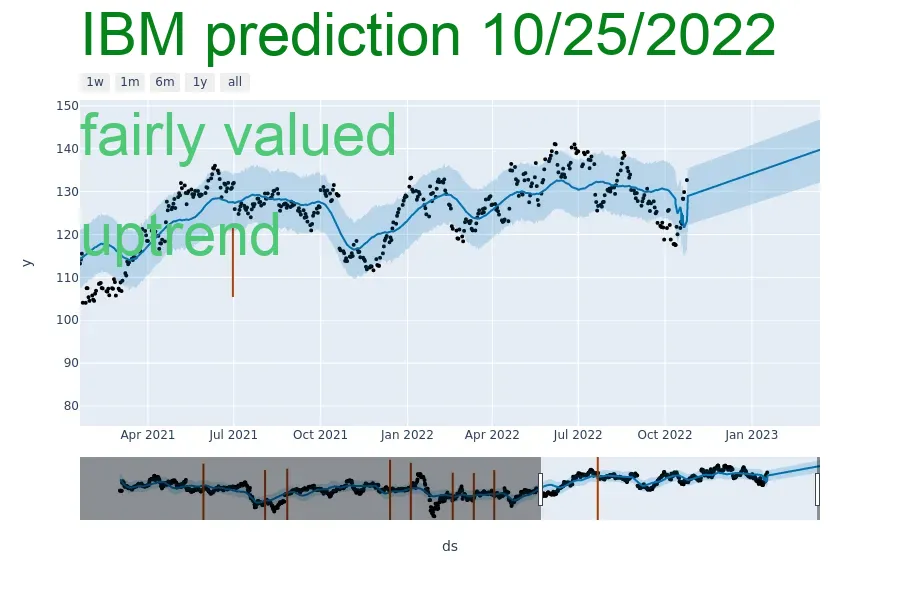 IBM prediction 10/25/2022
1w 1m 6m 1y all
150
fairly valued
140
130
120
uptrend
y
110
100
90
80
Apr 2021 Jul 2021 Oct 2021 Jan 2022 Apr 2022 Jul 2022 Oct 2022 Jan 2023
ds